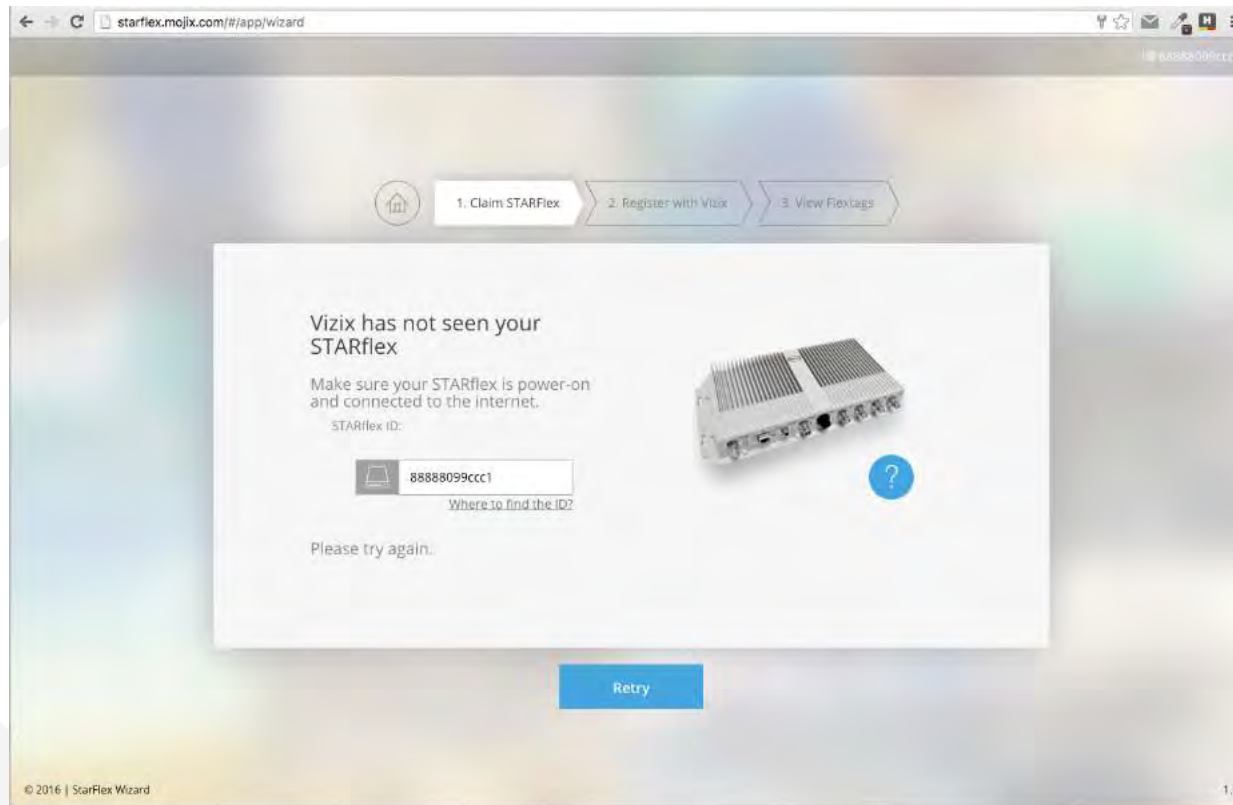 starflex.mojix.com/#/app/wizard
1. Claim STARFlex
2. Register with Vizix
3. View Flextags
Vizix has not seen your
STARflex
Make sure your STARflex is power-on
and connected to the internet.
STARflex ID:
88888099ccc1
Where to find the ID?
?
Please try again.
Retry
© 2016 | StarFlex Wizard
1.